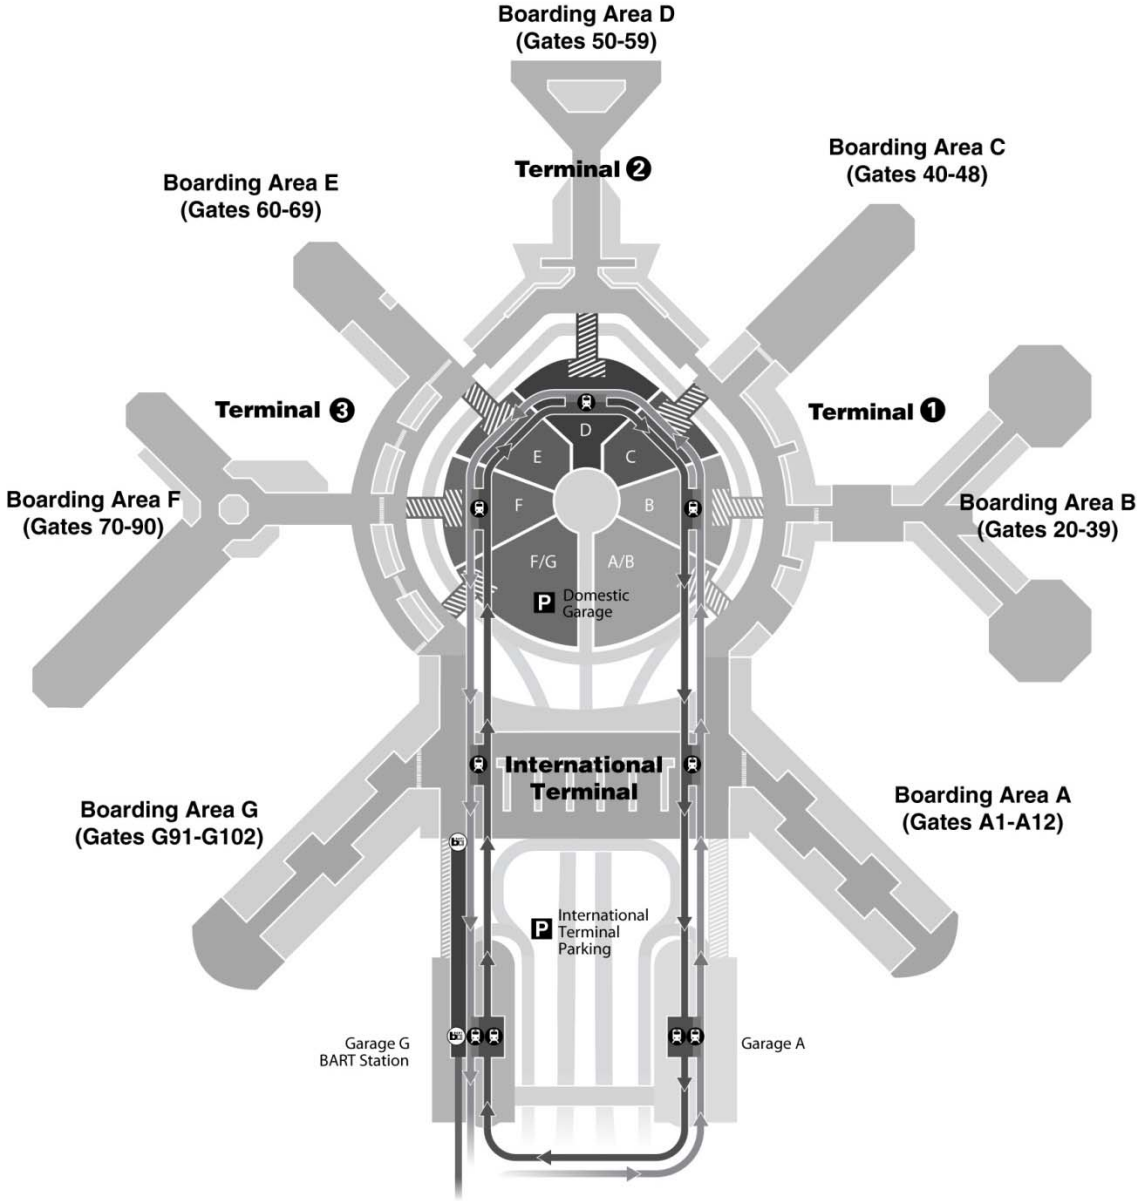 Boarding Area D
(Gates 50-59)
Boarding Area C
(Gates 40-48)
Terminal 2
Boarding Area E
(Gates 60-69)
Terminal 3
Terminal 1
D
E
C
Boarding Area F
(Gates 70-90)
F
B
Boarding Area B
(Gates 20-39)
F/G
A/B
P Domestic
Garage
International
Terminal
Boarding Area G
(Gates G91-G102)
Boarding Area A
(Gates A1-A12)
P International
Terminal
Parking
Garage G
BART Station
Garage A